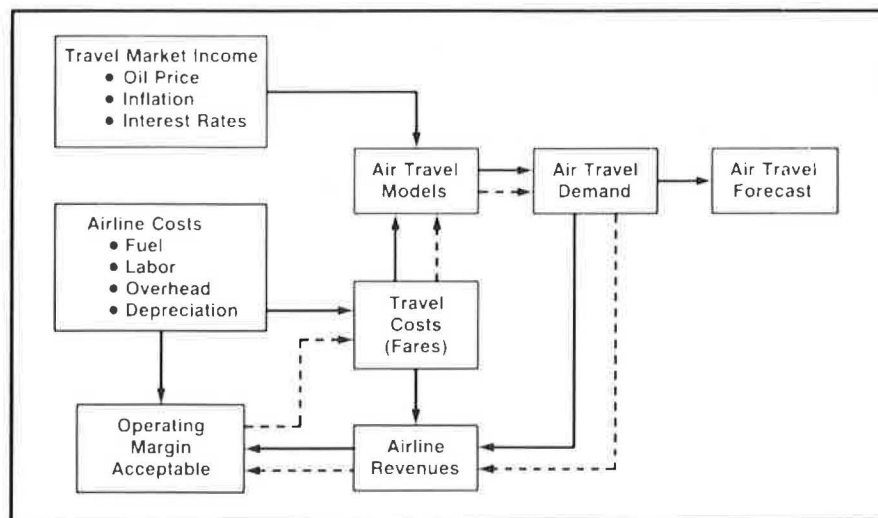 Travel Market Income
● Oil Price
● Inflation
● Interest Rates
Air Travel
Models
Air Travel
Demand
Air Travel
Forecast
Airline Costs
● Fuel
● Labor
● Overhead
● Depreciation
Travel
Costs
(Fares)
Operating
Margin
Acceptable
Airline
Revenues